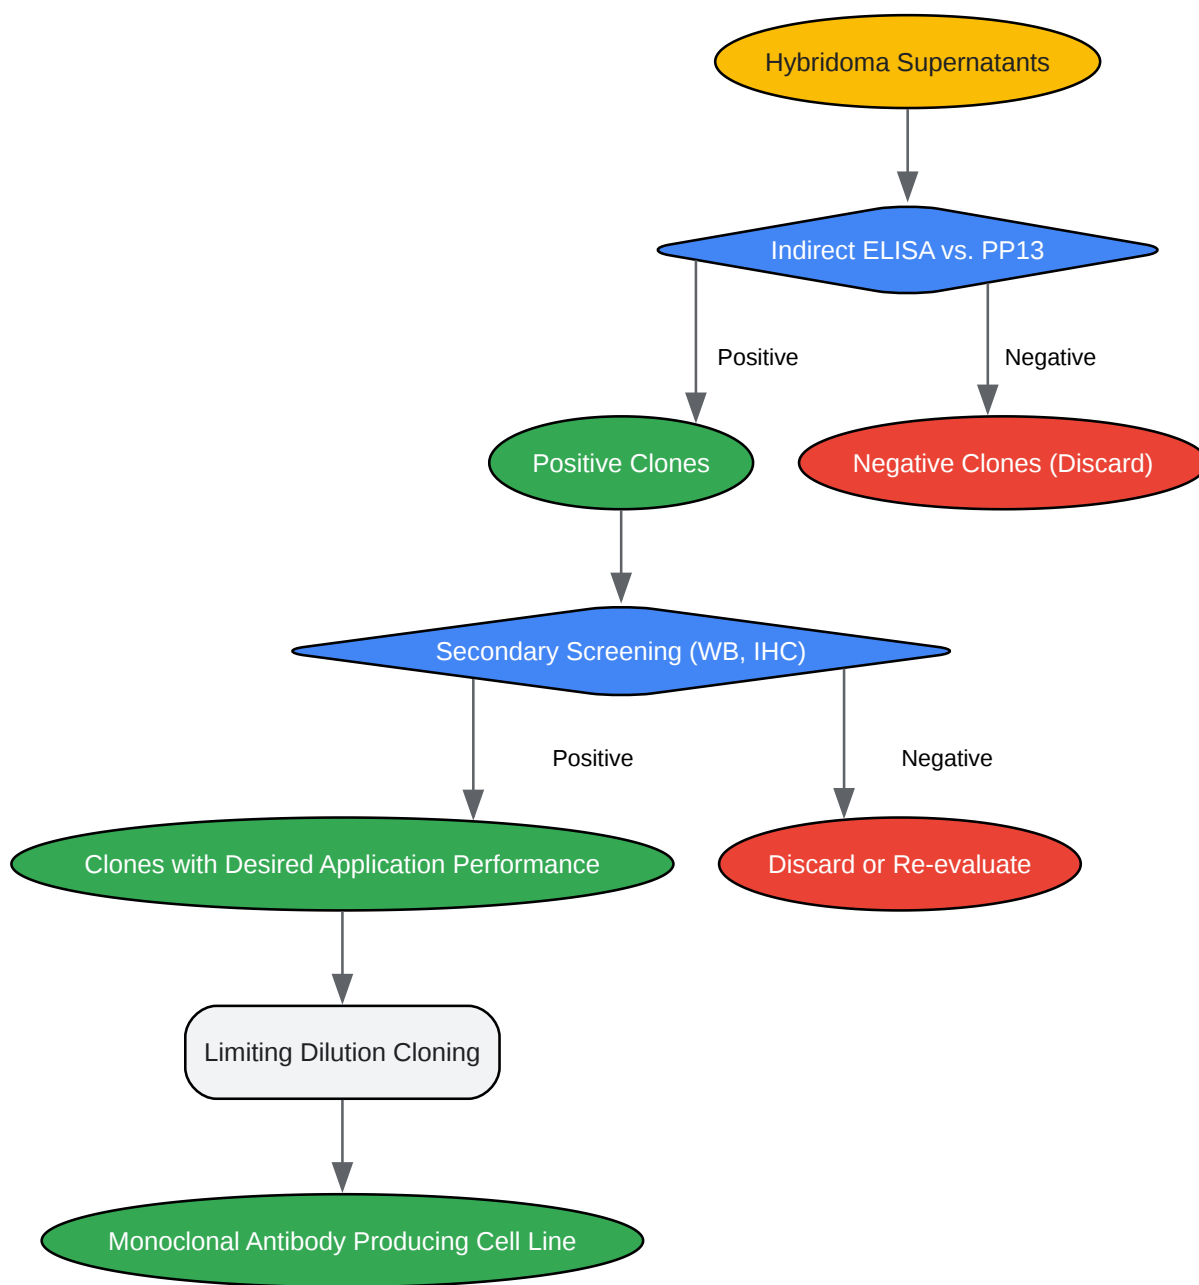 Hybridoma Supernatants
Indirect ELISA vs. PP13
Positive
Negative
Positive Clones
Negative Clones (Discard)
Secondary Screening (WB, IHC)
Positive
Negative
Clones with Desired Application Performance
Discard or Re-evaluate
Limiting Dilution Cloning
Monoclonal Antibody Producing Cell Line